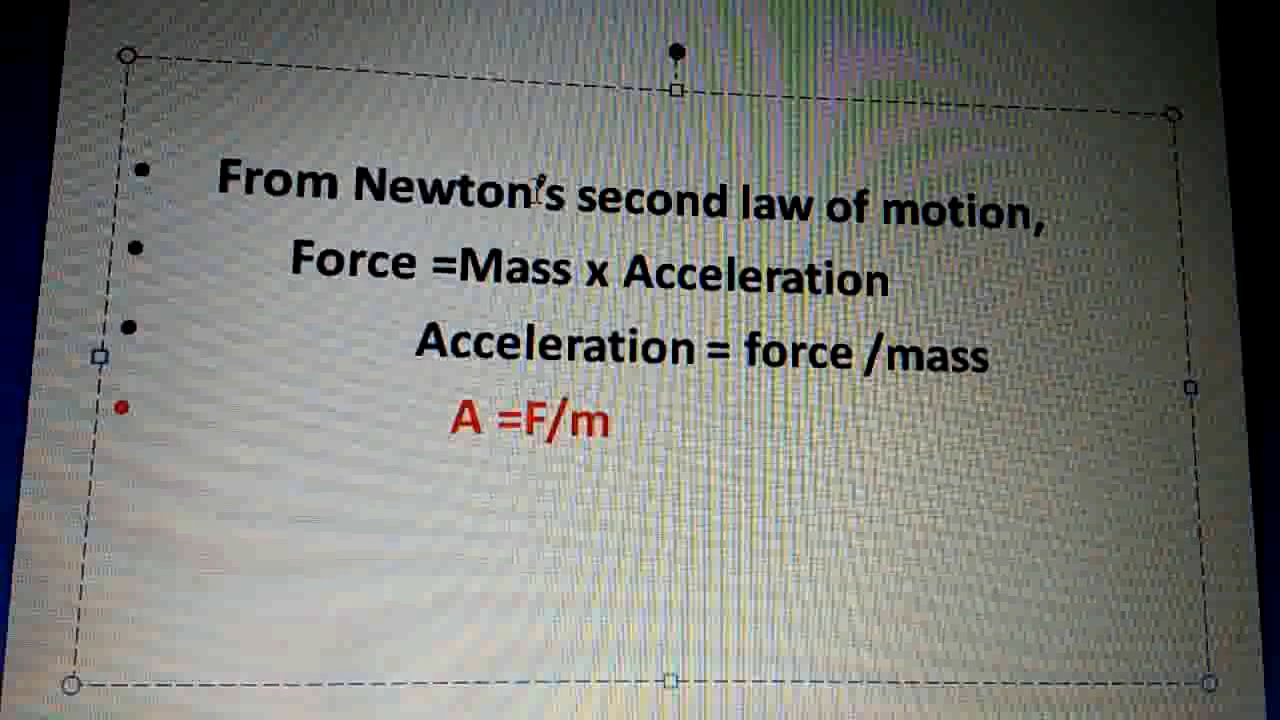 From Newton's second law of motion,
Force =Mass x Acceleration
Acceleration = force /mass
A =F/m